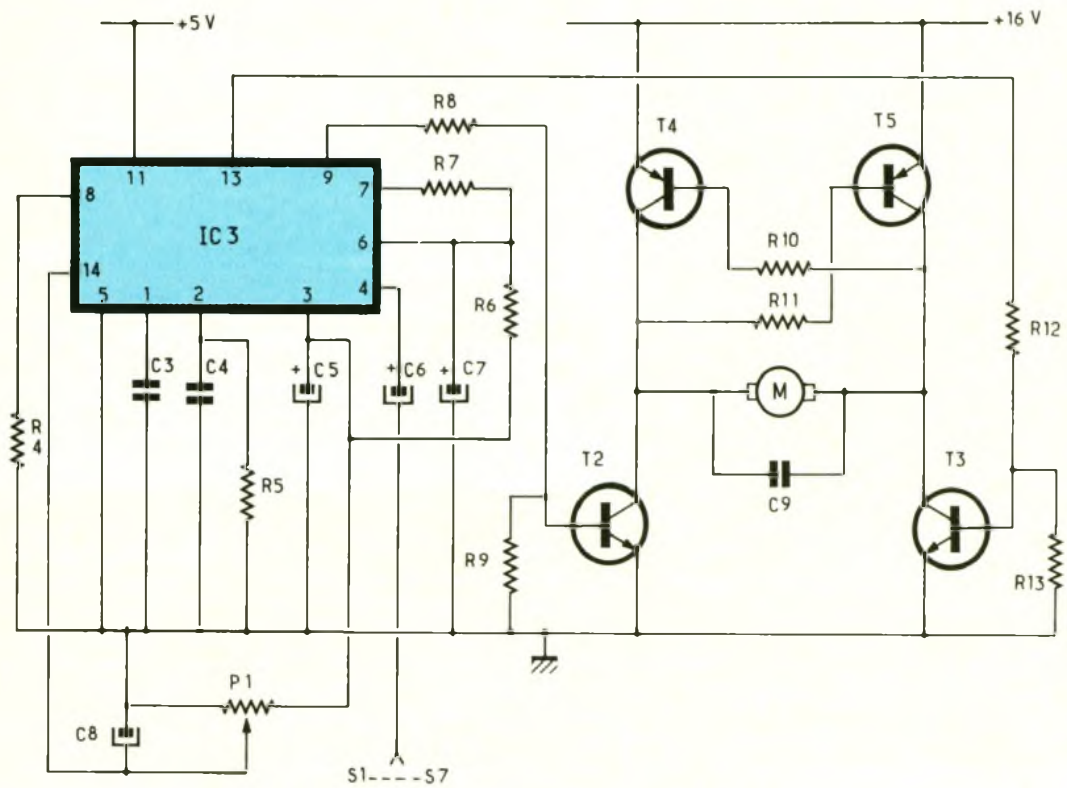 +5 V
+16 V
R8
T4
T5
R7
11
13
9
8
7
IC 3
6
R10
14
4
R6
R11
5
1
2
3
R12
C3
C4
+
C5
+
C6
+
C7
M
R
4
T2
C9
T3
R5
R9
R13
P1
C8
S1----S7